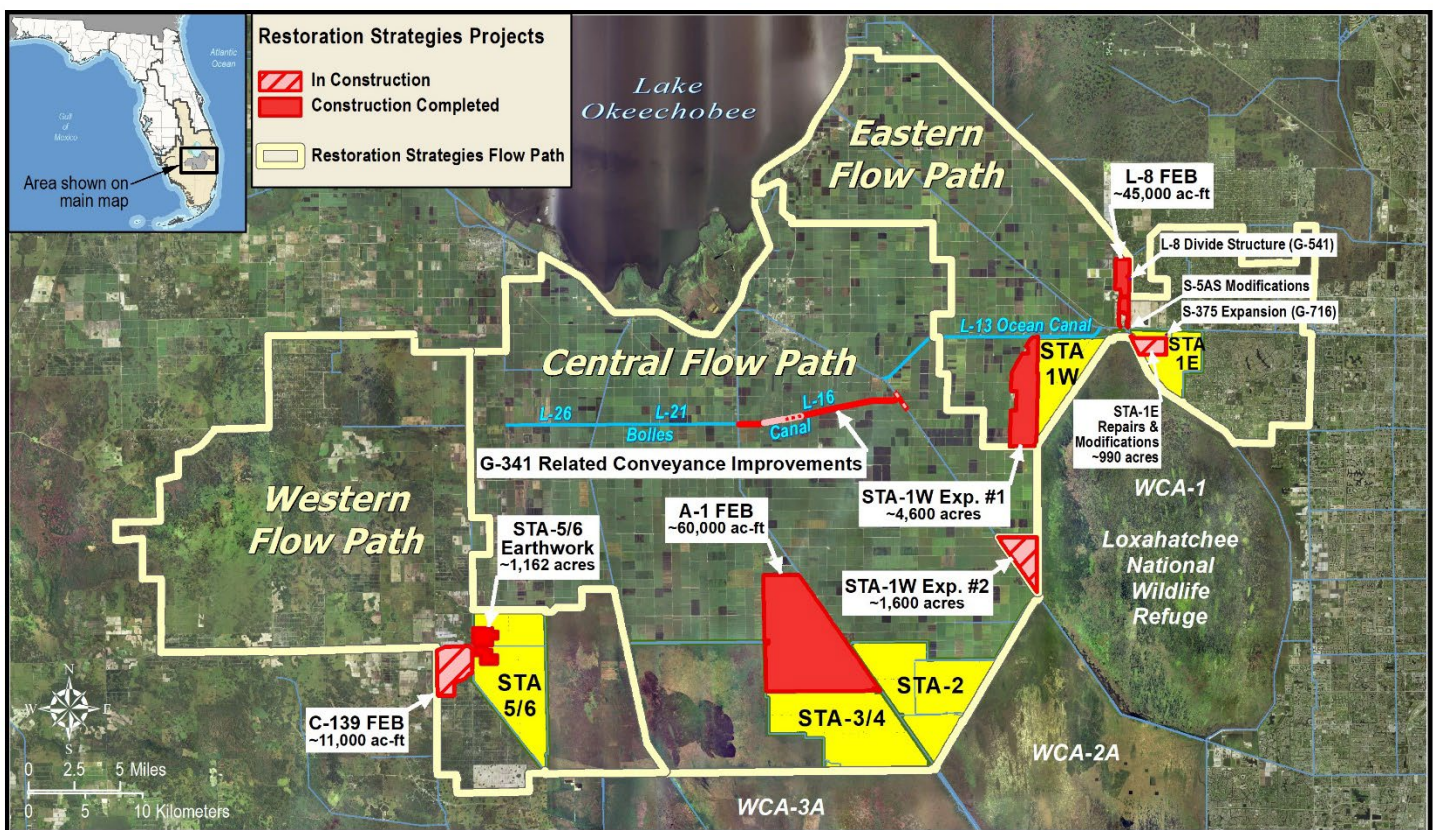 Atlantic
Ocean
Gulf
of
Mexico
Area shown on
main map
Restoration Strategies Projects
In Construction
Construction Completed
Restoration Strategies Flow Path
Lake
Okeechobee
Eastern
Flow Path
L-8 FEB
~45,000 ac-ft
L-8 Divide Structure (G-541)
S-5AS Modifications
S-375 Expansion (G-716)
L-13 Ocean Canal
STA
1W
STA
1E
Central Flow Path
L-26
L-21
L-16
Bolles
Canal
STA-1E
Repairs &
Modifications
~990 acres
G-341 Related Conveyance Improvements
Western
Flow Path
STA-1W Exp. #1
~4,600 acres
WCA-1
A-1 FEB
~60,000 ac-ft
STA-5/6
Earthwork
~1,162 acres
Loxahatchee
National
Wildlife
Refuge
STA-1W Exp. #2
~1,600 acres
STA
5/6
STA-2
STA-3/4
C-139 FEB
~11,000 ac-ft
WCA-2A
WCA-3A
N
W
E
S
0 2.5 5 Miles
0 5 10 Kilometers